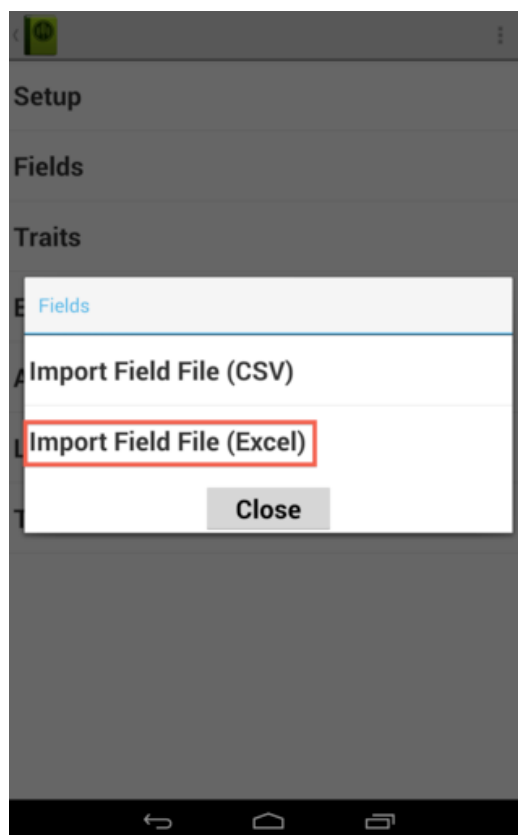 Setup
Fields
Traits
Fields
Import Field File (CSV)
Import Field File (Excel)
Close